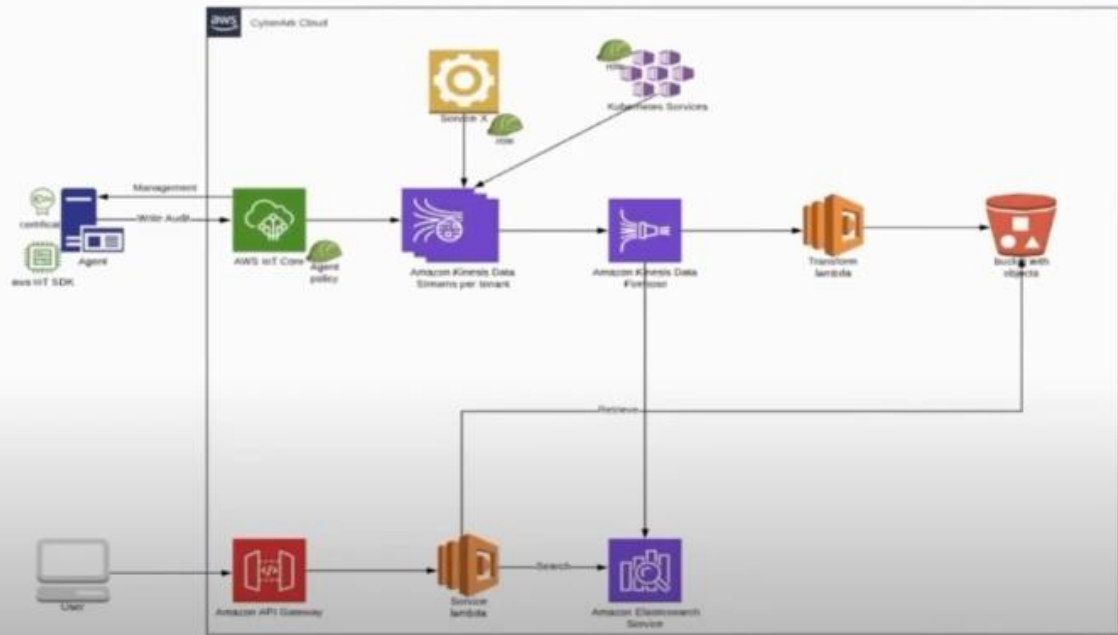 aws
CyberArk Cloud
Service X
Role
Role
Kubernetes Services
Management
Write Audit
Agent
aws IoT SDK
AWS IoT Core
Agent
policy
Amazon Kinesis Data
Streams per tenant
Amazon Kinesis Data
Firehose
Transform
lambda
bucket with
objects
Retrieve
User
Amazon API Gateway
Service
lambda
Search
Amazon Elasticsearch
Service